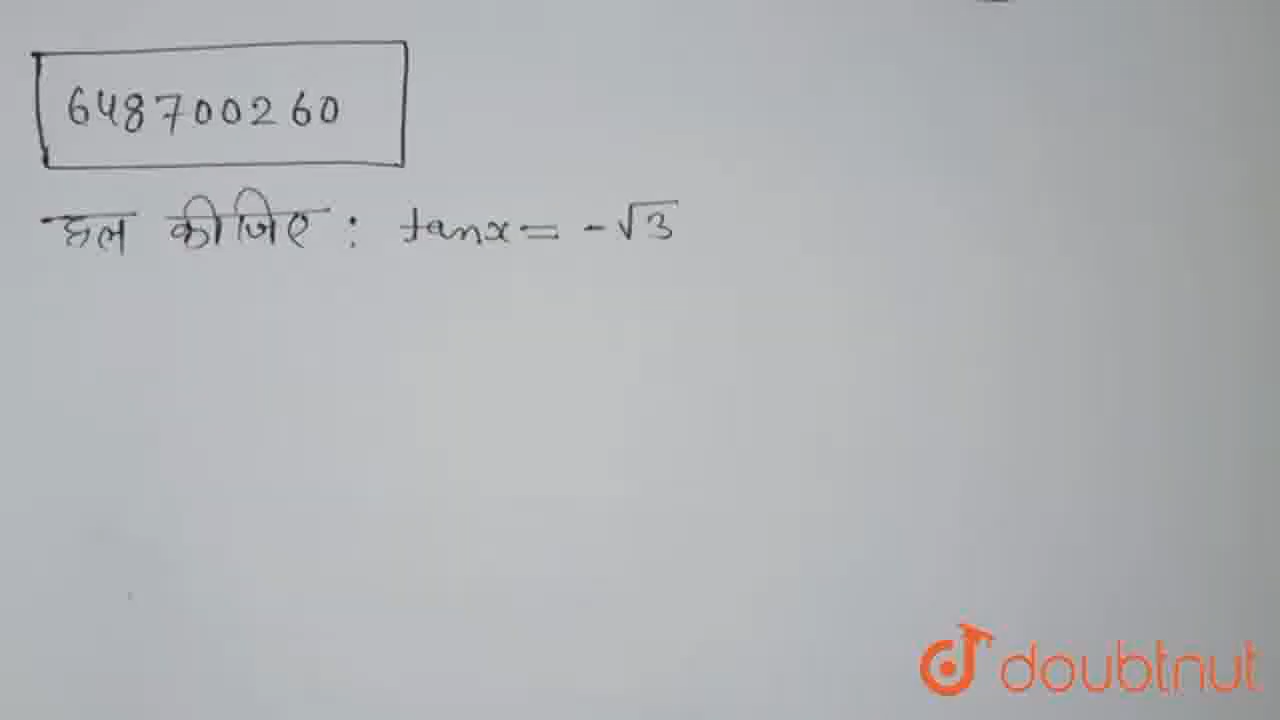 648700260
हल कीजिए : tanx = -√3
doubtnut